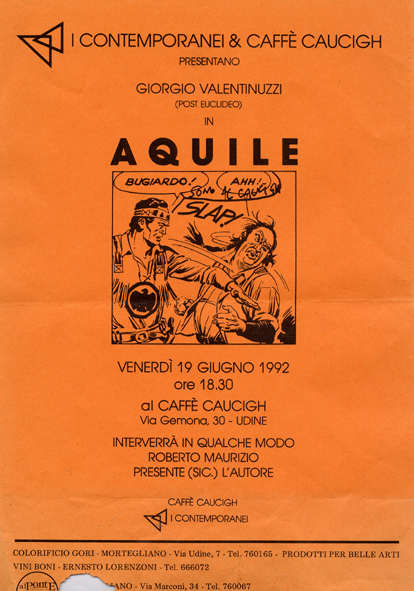 I CONTEMPORANEI & CAFFÈ CAUCIGH
PRESENTANO
GIORGIO VALENTINUZZI
(POST EUCLIDEO)
IN
AQUILE
BUGIARDO!
AHH!
SONO AL CAUCIGH
SLAP!
VENERDÌ 19 GIUGNO 1992
ore 18.30
al CAFFÈ CAUCIGH
Via Gemona, 30 - UDINE
INTERVERRÀ IN QUALCHE MODO
ROBERTO MAURIZIO
PRESENTE (SIC.) L'AUTORE
CAFFÈ CAUCIGH
I CONTEMPORANEI
COLORIFICIO GORI - MORTEGLIANO - Via Udine, 7 - Tel. 760165 - PRODOTTI PER BELLE ARTI
VINI BONI - ERNESTO LORENZONI - Tel. 666072
al PONTE
ANO - Via Marconi, 34 - Tel. 760067